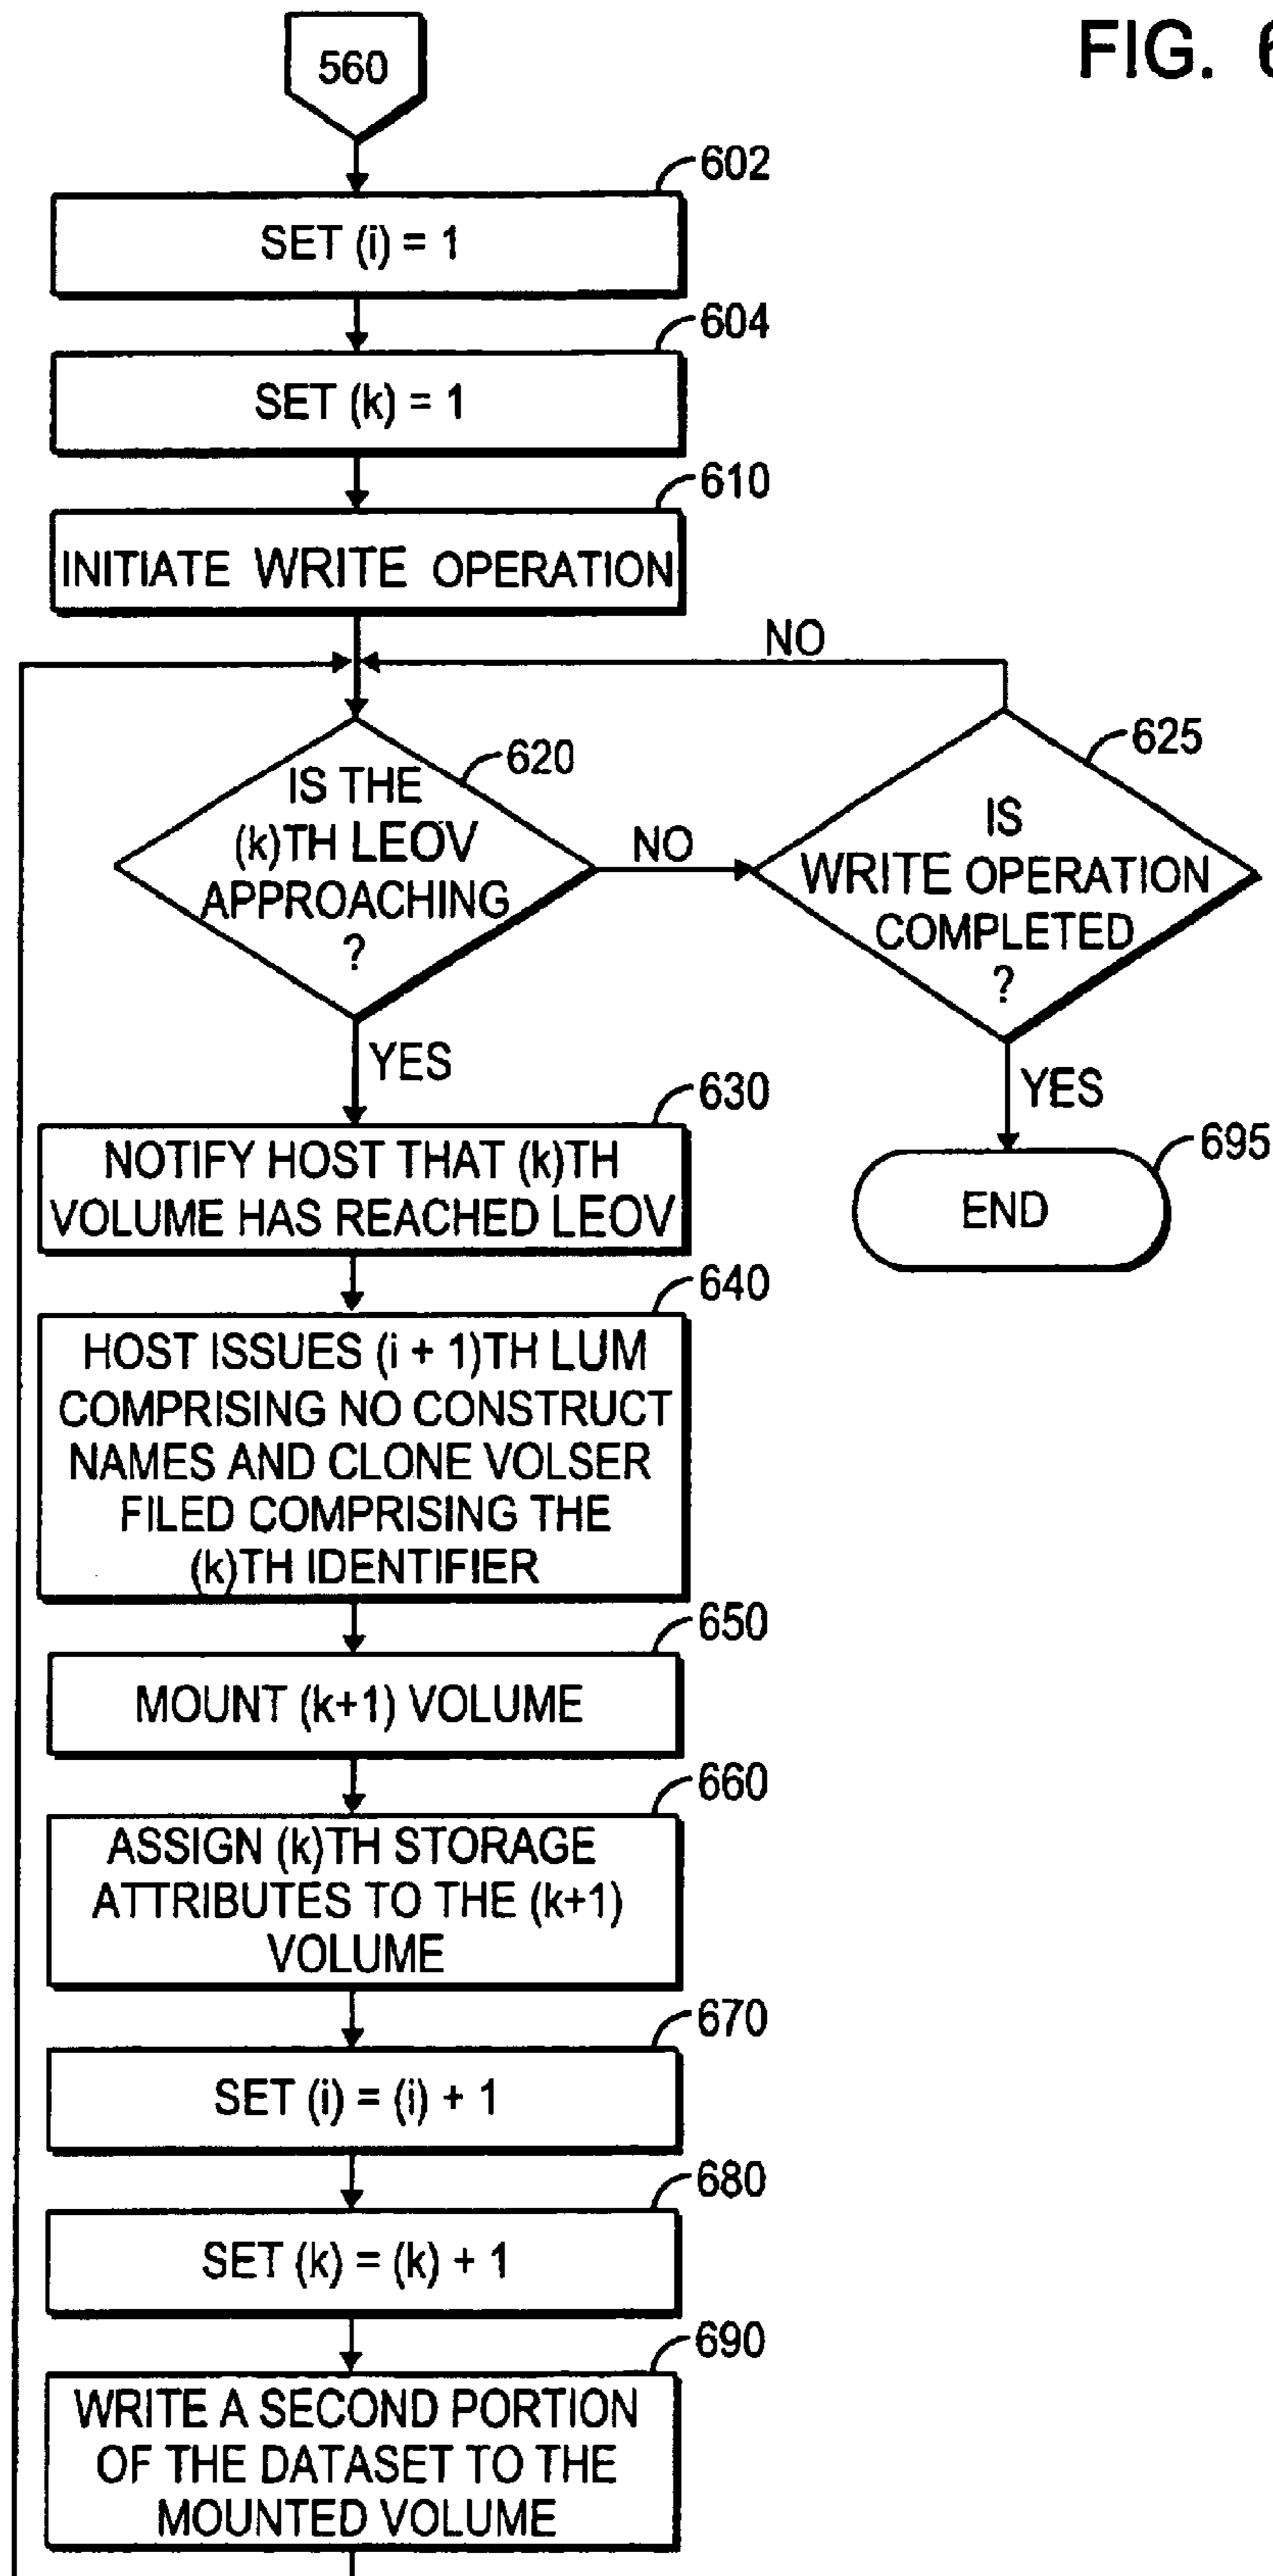 FIG. 6
560
602
SET (i) = 1
604
SET (k) = 1
610
INITIATE WRITE OPERATION
NO
620
IS THE
(k)TH LEOV
APPROACHING
?
NO
625
IS
WRITE OPERATION
COMPLETED
?
YES
YES
630
NOTIFY HOST THAT (k)TH
VOLUME HAS REACHED LEOV
695
END
640
HOST ISSUES (i + 1)TH LUM
COMPRISING NO CONSTRUCT
NAMES AND CLONE VOLSER
FILED COMPRISING THE
(k)TH IDENTIFIER
650
MOUNT (k+1) VOLUME
660
ASSIGN (k)TH STORAGE
ATTRIBUTES TO THE (k+1)
VOLUME
670
SET (i) = (i) + 1
680
SET (k) = (k) + 1
690
WRITE A SECOND PORTION
OF THE DATASET TO THE
MOUNTED VOLUME